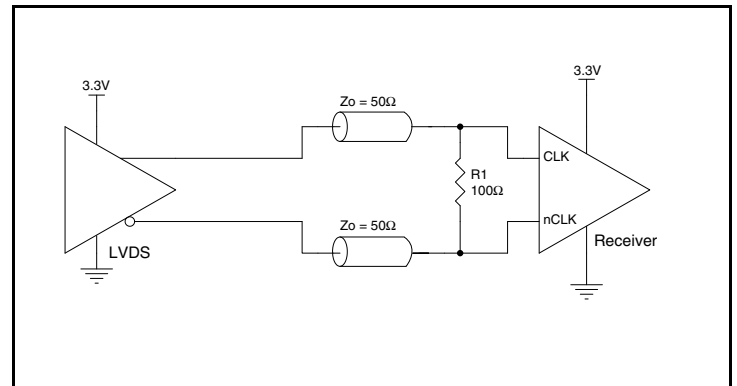 3.3V
3.3V
Zo = 50Ω
CLK
R1
100Ω
Zo = 50Ω
nCLK
Receiver
LVDS